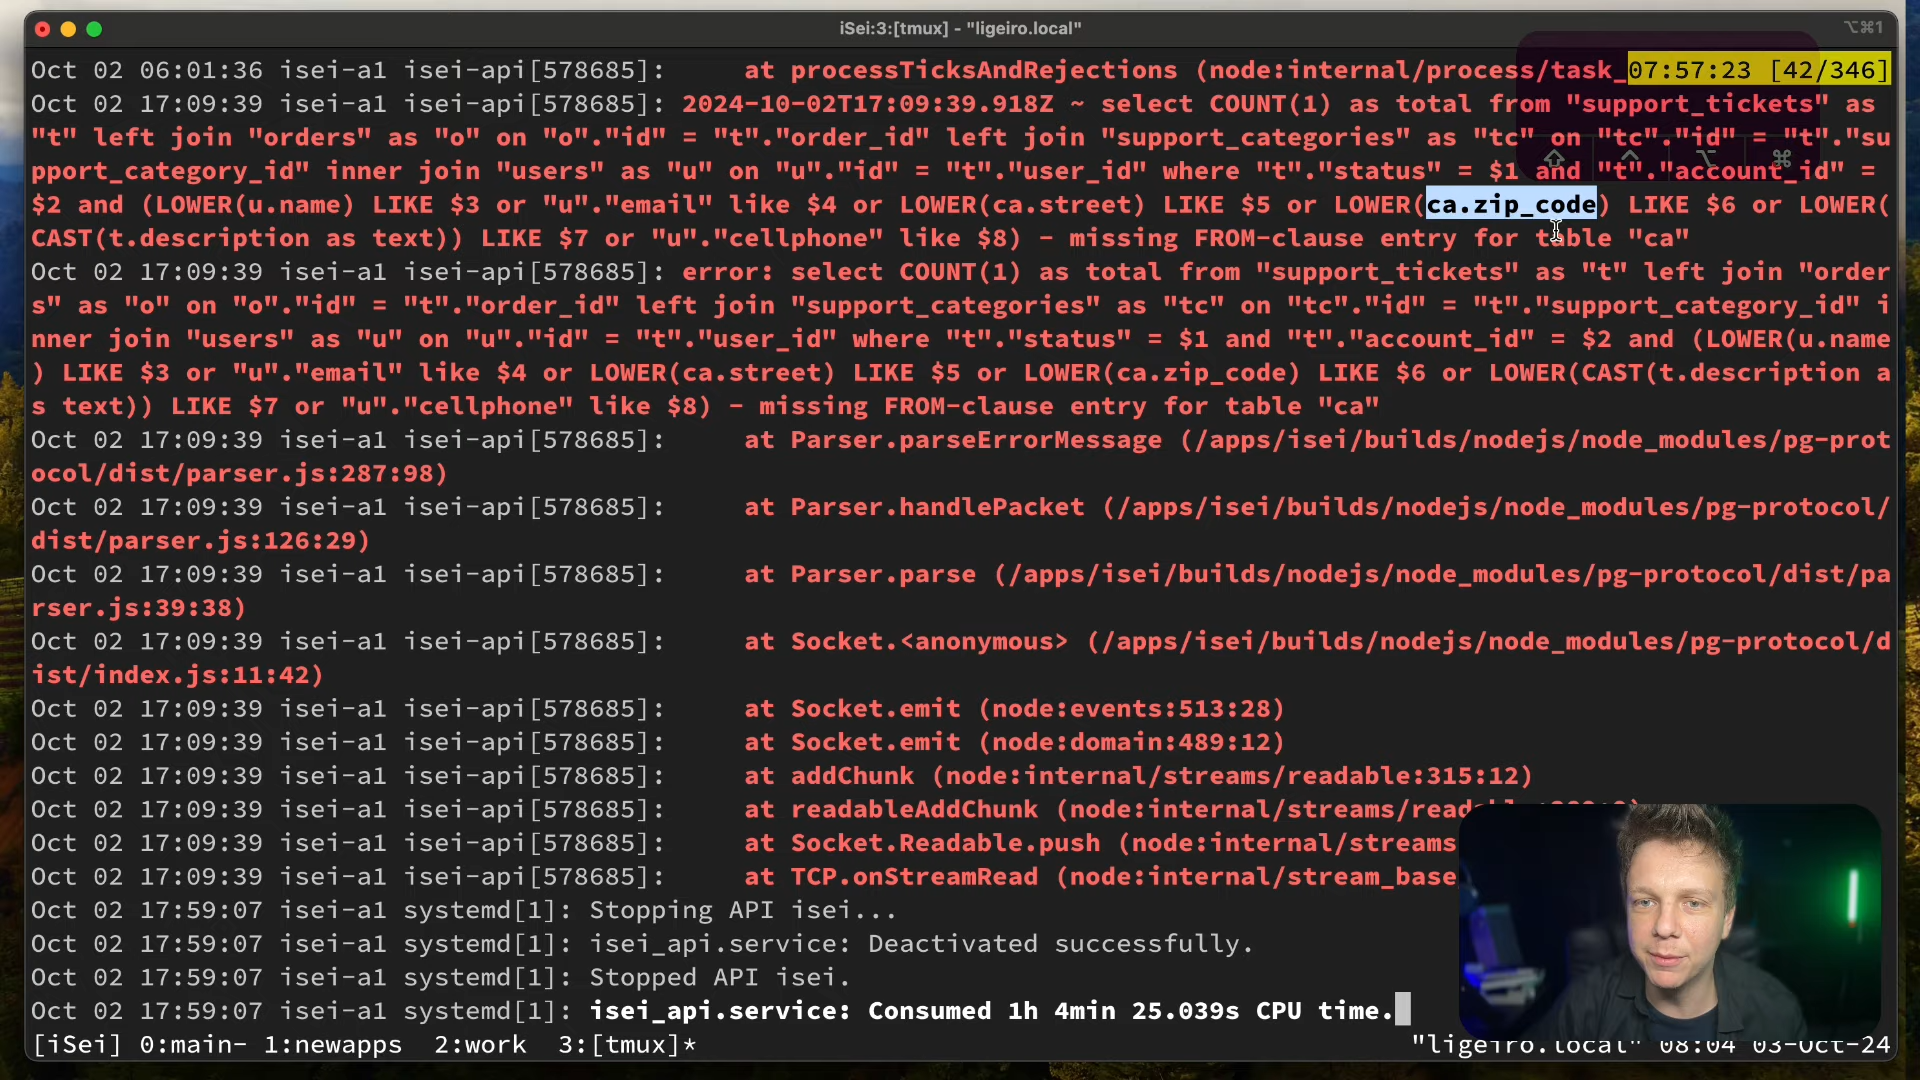 iSei:3:[tmux] - "ligeiro.local"
⌥⌘1
Oct 02 06:01:36 isei-a1 isei-api[578685]:     at processTicksAndRejections (node:internal/process/task_07:57:23 [42/346]
Oct 02 17:09:39 isei-a1 isei-api[578685]: 2024-10-02T17:09:39.918Z ~ select COUNT(1) as total from "support_tickets" as
"t" left join "orders" as "o" on "o"."id" = "t"."order_id" left join "support_categories" as "tc" on "tc"."id" = "t"."su
pport_category_id" inner join "users" as "u" on "u"."id" = "t"."user_id" where "t"."status" = $1 and "t"."account_id" =
$2 and (LOWER(u.name) LIKE $3 or "u"."email" like $4 or LOWER(ca.street) LIKE $5 or LOWER(ca.zip_code) LIKE $6 or LOWER(
CAST(t.description as text)) LIKE $7 or "u"."cellphone" like $8) - missing FROM-clause entry for table "ca"
Oct 02 17:09:39 isei-a1 isei-api[578685]: error: select COUNT(1) as total from "support_tickets" as "t" left join "order
s" as "o" on "o"."id" = "t"."order_id" left join "support_categories" as "tc" on "tc"."id" = "t"."support_category_id" i
nner join "users" as "u" on "u"."id" = "t"."user_id" where "t"."status" = $1 and "t"."account_id" = $2 and (LOWER(u.name
) LIKE $3 or "u"."email" like $4 or LOWER(ca.street) LIKE $5 or LOWER(ca.zip_code) LIKE $6 or LOWER(CAST(t.description a
s text)) LIKE $7 or "u"."cellphone" like $8) - missing FROM-clause entry for table "ca"
Oct 02 17:09:39 isei-a1 isei-api[578685]:     at Parser.parseErrorMessage (/apps/isei/builds/nodejs/node_modules/pg-prot
ocol/dist/parser.js:287:98)
Oct 02 17:09:39 isei-a1 isei-api[578685]:     at Parser.handlePacket (/apps/isei/builds/nodejs/node_modules/pg-protocol/
dist/parser.js:126:29)
Oct 02 17:09:39 isei-a1 isei-api[578685]:     at Parser.parse (/apps/isei/builds/nodejs/node_modules/pg-protocol/dist/pa
rser.js:39:38)
Oct 02 17:09:39 isei-a1 isei-api[578685]:     at Socket.<anonymous> (/apps/isei/builds/nodejs/node_modules/pg-protocol/d
ist/index.js:11:42)
Oct 02 17:09:39 isei-a1 isei-api[578685]:     at Socket.emit (node:events:513:28)
Oct 02 17:09:39 isei-a1 isei-api[578685]:     at Socket.emit (node:domain:489:12)
Oct 02 17:09:39 isei-a1 isei-api[578685]:     at addChunk (node:internal/streams/readable:315:12)
Oct 02 17:09:39 isei-a1 isei-api[578685]:     at readableAddChunk (node:internal/streams/
Oct 02 17:09:39 isei-a1 isei-api[578685]:     at Socket.Readable.push (node:internal/streams
Oct 02 17:09:39 isei-a1 isei-api[578685]:     at TCP.onStreamRead (node:internal/stream_base
Oct 02 17:59:07 isei-a1 systemd[1]: Stopping API isei...
Oct 02 17:59:07 isei-a1 systemd[1]: isei_api.service: Deactivated successfully.
Oct 02 17:59:07 isei-a1 systemd[1]: Stopped API isei.
Oct 02 17:59:07 isei-a1 systemd[1]: isei_api.service: Consumed 1h 4min 25.039s CPU time.
[iSei] 0:main- 1:newapps  2:work  3:[tmux]*  "ligeiro.local" 08:04 03-Oct-24